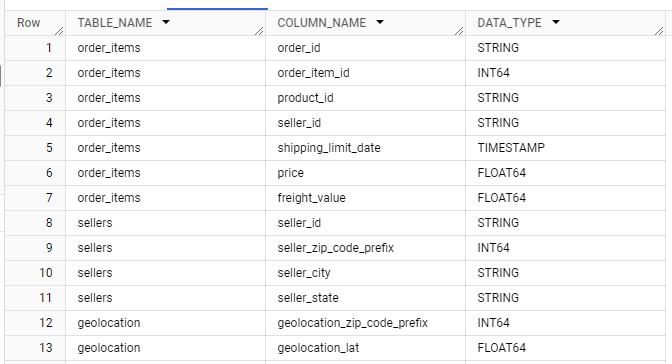 Row TABLE_NAME COLUMN_NAME DATA_TYPE
1 order_items order_id STRING
2 order_items order_item_id INT64
3 order_items product_id STRING
4 order_items seller_id STRING
5 order_items shipping_limit_date TIMESTAMP
6 order_items price FLOAT64
7 order_items freight_value FLOAT64
8 sellers seller_id STRING
9 sellers seller_zip_code_prefix INT64
10 sellers seller_city STRING
11 sellers seller_state STRING
12 geolocation geolocation_zip_code_prefix INT64
13 geolocation geolocation_lat FLOAT64